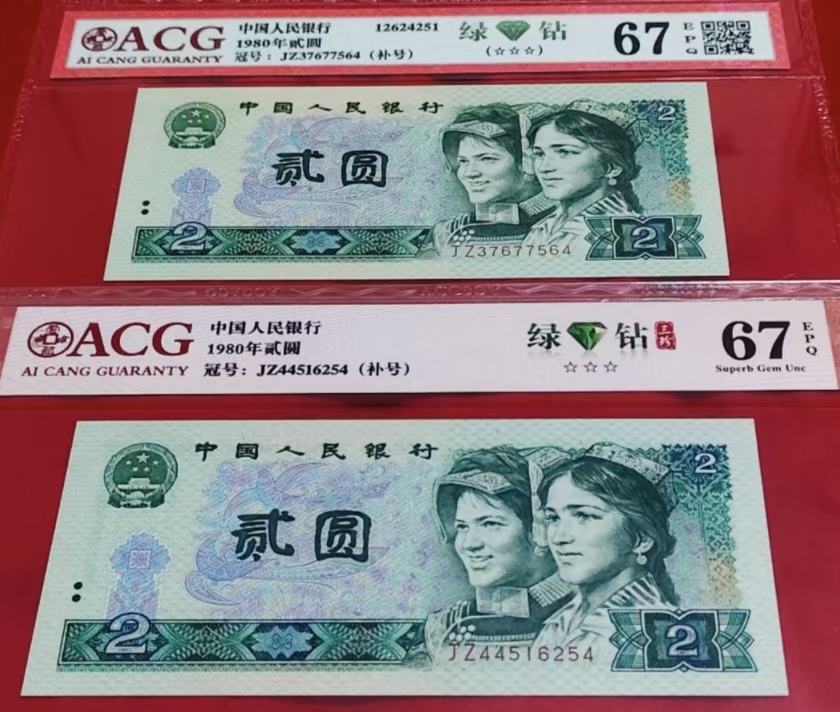 ACG
AI CANG GUARANTY
中国人民银行 12624251
1980年贰圆
冠号：JZ37677564（补号）
绿 钻
(☆☆☆)
67
EPQ
中国人民银行
贰圆
2
2
2
JZ37677564
ACG
AI CANG GUARANTY
中国人民银行
1980年贰圆
冠号：JZ44516254（补号）
绿 钻
☆☆☆
67
EPQ
Superb Gem Unc
中国人民银行
贰圆
2
2
2
JZ44516254